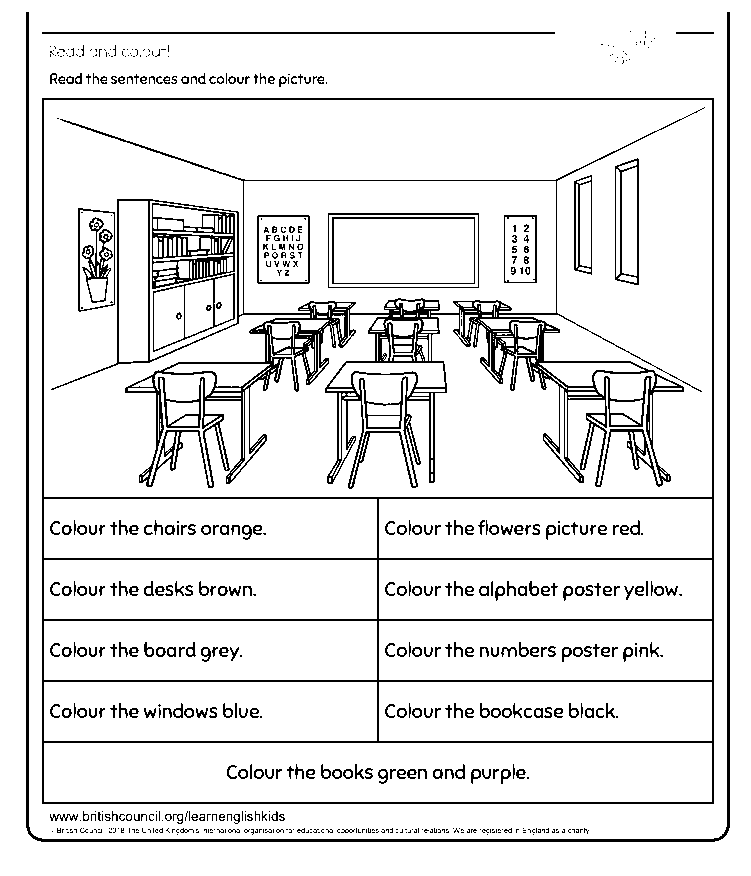 Read and colour!
Read the sentences and colour the picture.
A B C D E
F G H I J
K L M N O
P Q R S T
U V W X
Y Z
1 2
3 4
5 6
7 8
9 10
Colour the chairs orange.
Colour the flowers picture red.
Colour the desks brown.
Colour the alphabet poster yellow.
Colour the board grey.
Colour the numbers poster pink.
Colour the windows blue.
Colour the bookcase black.
Colour the books green and purple.
www.britishcouncil.org/learnenglishkids
British Council, 2018 The United Kingdom's international organisation for educational opportunities and cultural relations. We are registered in England as a charity.